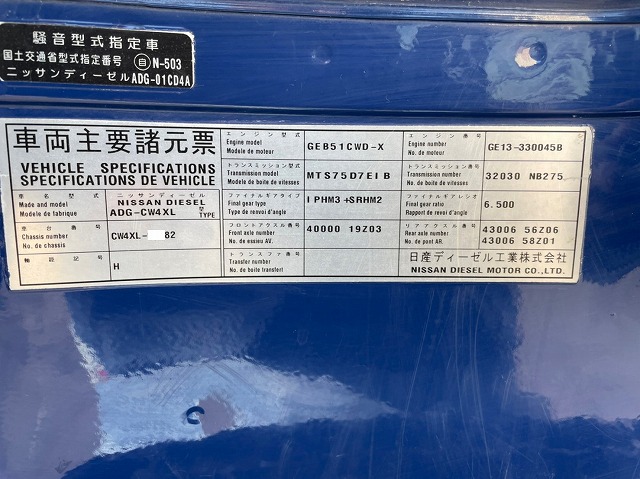 騒音型式指定車
国土交通省型式指定番号 自 N-503
ニッサンディーゼル ADG-01CD4A
車両主要諸元票
VEHICLE SPECIFICATIONS
SPECIFICATIONS DE VEHICLE
車名型式 ニッサンディーゼル
Made and model NISSAN DIESEL
Modele de fabrique ADG-CW4XL 型 TYPE
車台番号
Chassis number CW4XL- 82
No. de chassis
軸設記号 H
エンジン型式
Engine model GEB51CWD-X
Modele de moteur
トランスミッション型式
Transmission model MTS75D7EIB
Modele de boite de vitesses
ファイナルギアタイプ
Final gear type IPHM3+SRHM2
Type de renvoi d'angle
フロントアクスル番号 40000 19Z03
Front axle number
No. de essieu AV.
トランスファ番号
Transfer number
No. de boite transfert
エンジン番号
Engine number GE13-330045B
No. de moteur
トランスミッション番号
Transmission number 32030 NB275
No. de boite de vitesses
ファイナルギアレシオ
Final gear ratio 6.500
Rapport de renvoi d'angle
リアアクスル番号 43006 56Z06
Rear axle number 43006 58Z01
No. de pont AR.
日産ディーゼル工業株式会社
NISSAN DIESEL MOTOR CO.,LTD.